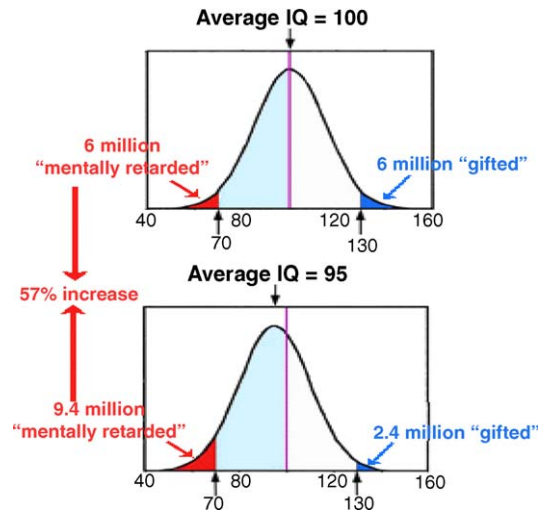 Average IQ = 100
6 million
“mentally retarded”
6 million “gifted”
40
80
120
160
70
130
57% increase
Average IQ = 95
9.4 million
“mentally retarded”
2.4 million “gifted”
40
80
120
160
70
130